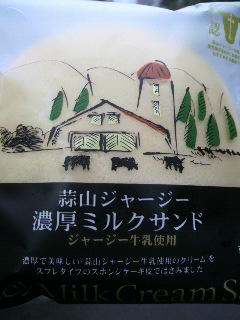 認
蒜山ジャージー
濃厚ミルクサンド
ジャージー牛乳使用
濃厚で美味しい蒜山ジャージー牛乳使用のクリームを
スフレタイプのスポンジケーキ皮ではさみました
Milk Cream S